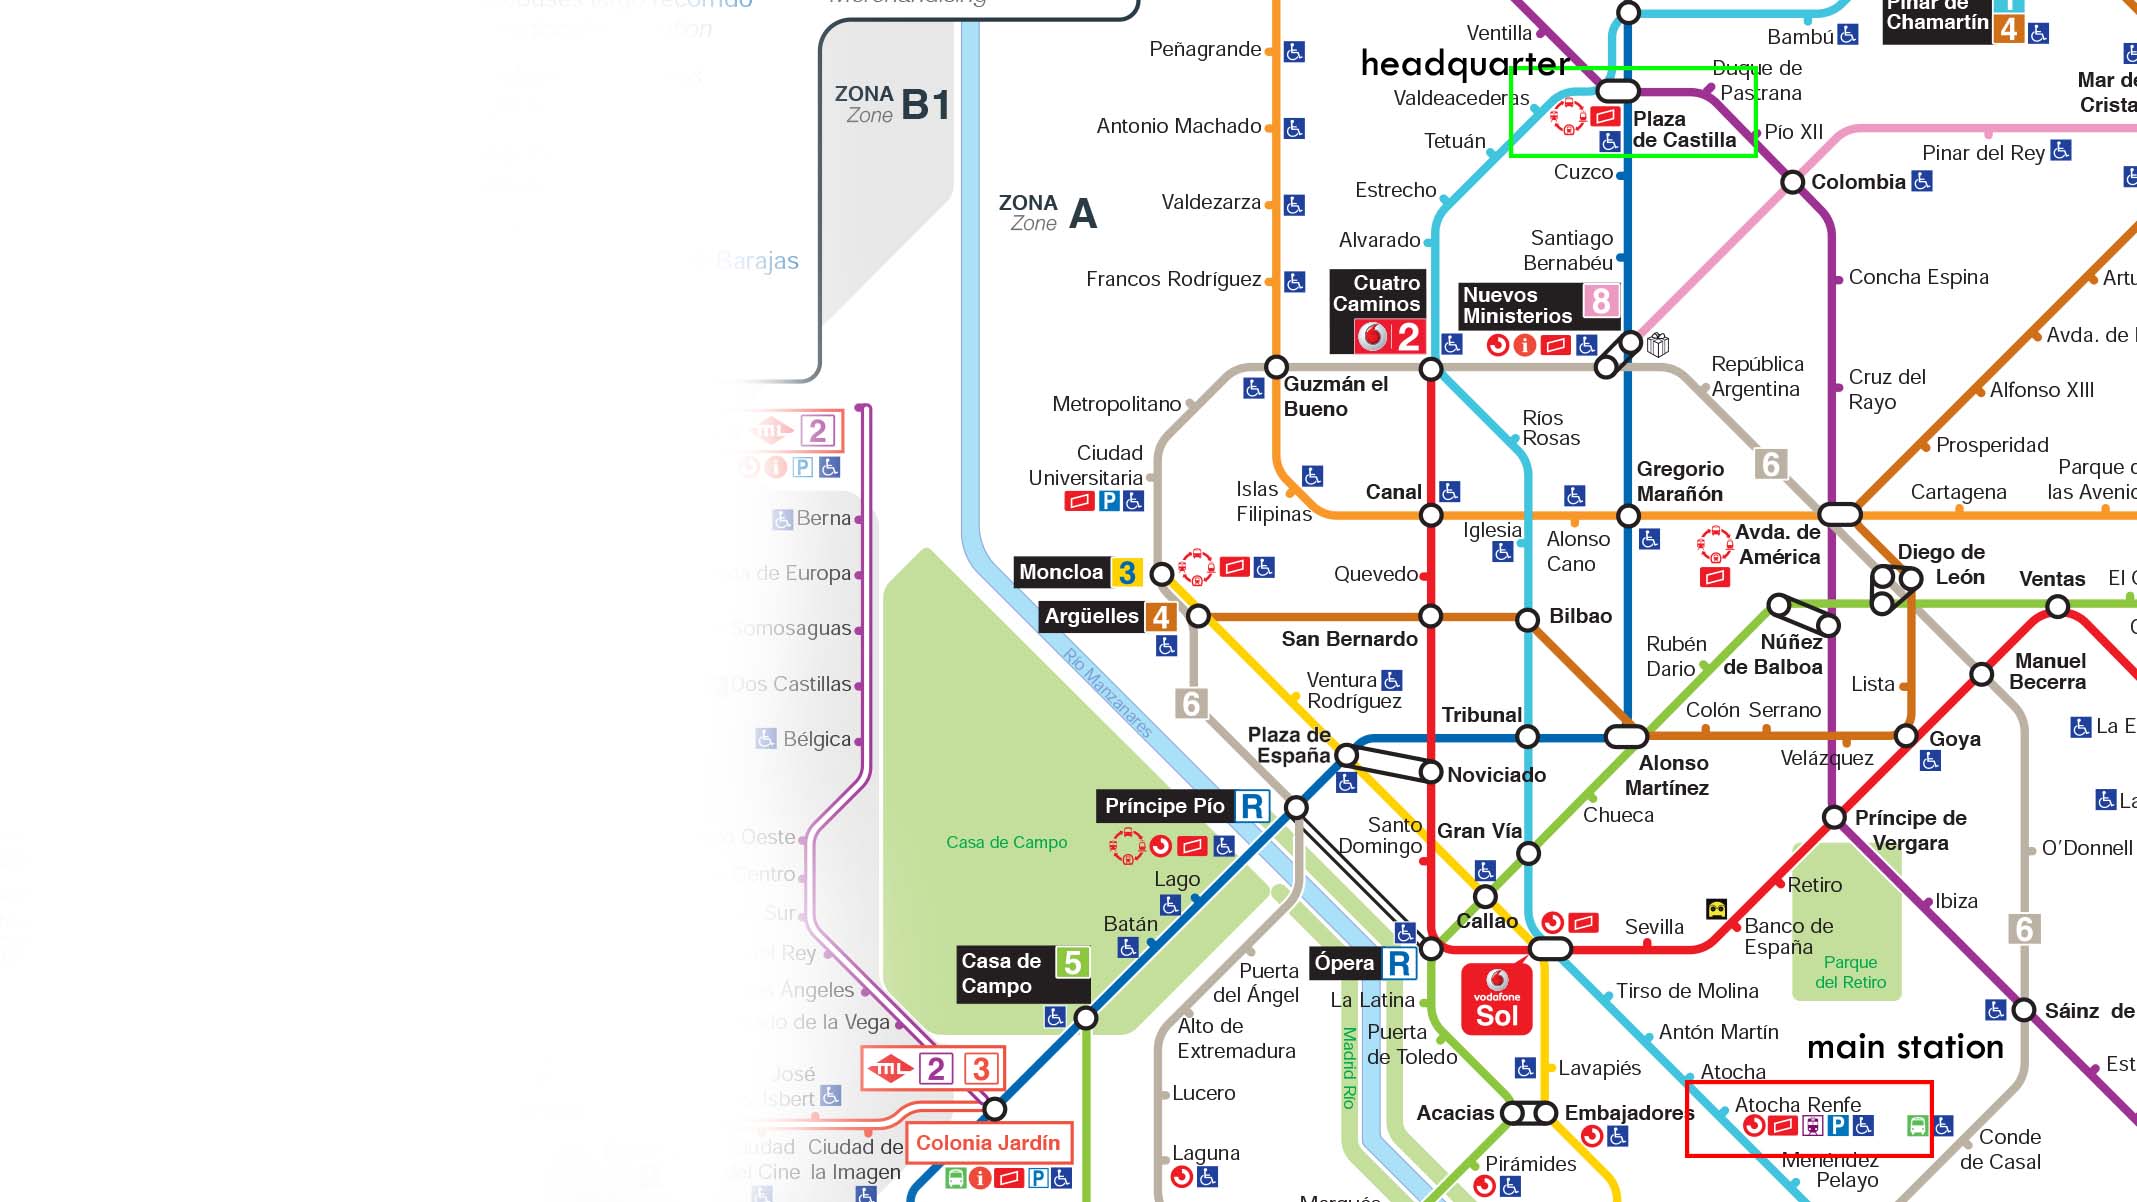 Merchandising
Peñagrande
Ventilla
Bambú
Pinar de
Chamartín
1
4
headquarter
Duque de
Pastrana
Mar de
Crista
ZONA
Zone
B1
Valdeacederas
Plaza
de Castilla
Antonio Machado
Tetuán
Pío XII
Pinar del Rey
Cuzco
Estrecho
Colombia
ZONA
Zone
A
Valdezarza
Alvarado
Santiago
Bernabéu
Barajas
Francos Rodríguez
Cuatro
Caminos
2
Nuevos
Ministerios
8
Concha Espina
Artu
Avda. de
República
Argentina
Guzmán el
Bueno
Cruz del
Rayo
Alfonso XIII
Metropolitano
Ríos
Rosas
Prosperidad
2
Ciudad
Universitaria
6
Gregorio
Marañón
Parque d
las Avenid
Islas
Filipinas
Canal
Cartagena
Berna
Iglesia
Alonso
Cano
Avda. de
América
Diego de
León
Moncloa
3
Quevedo
Ventas
El C
de Europa
Argüelles
4
Bilbao
Somosaguas
San Bernardo
Rubén
Dario
Núñez
de Balboa
Manuel
Becerra
Río Manzanares
Ventura
Rodríguez
Lista
Dos Castillas
6
Tribunal
Colón
Serrano
La E
Bélgica
Plaza de
España
Noviciado
Alonso
Martínez
Velázquez
Goya
Príncipe Pío
R
La
Santo
Domingo
Gran Vía
Chueca
Príncipe de
Vergara
Oeste
Casa de Campo
O'Donnell
Centro
Lago
Retiro
Sur
Batán
Callao
Sevilla
Banco de
España
Ibiza
6
Rey
Casa de
Campo
5
Ópera
R
Parque
del Retiro
Puerta
del Ángel
Ángeles
La Latina
vodafone
Sol
Tirso de Molina
Sáinz de
de la Vega
Alto de
Extremadura
Puerta
de Toledo
Antón Martín
main station
Madrid Río
2
3
José
Isbert
Lavapiés
Atocha
Est
Lucero
Acacias
Embajadores
Atocha Renfe
Colonia Jardín
Ciudad de
la Imagen
el Cine
Laguna
Pirámides
Menéndez
Pelayo
Conde
de Casal
Marqués